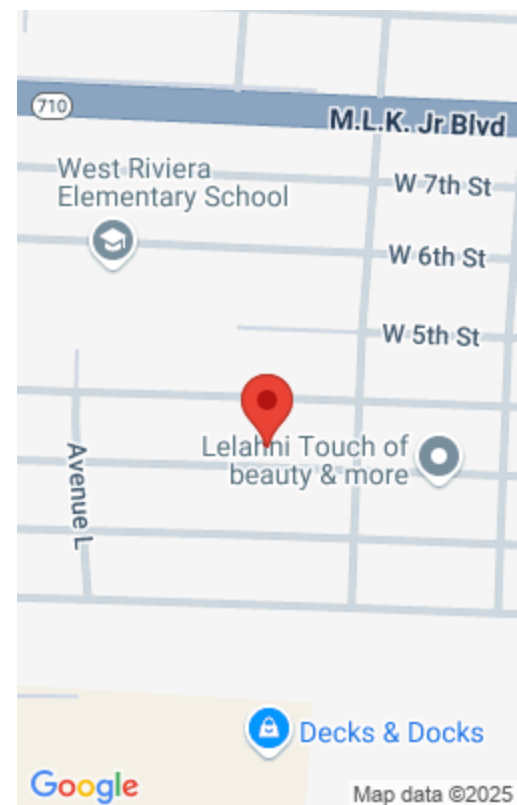 710
M.L.K. Jr Blvd
West Riviera
Elementary School
W 7th St
W 6th St
W 5th St
Lelahni Touch of
beauty & more
Avenue L
Decks & Docks
Google
Map data ©2025